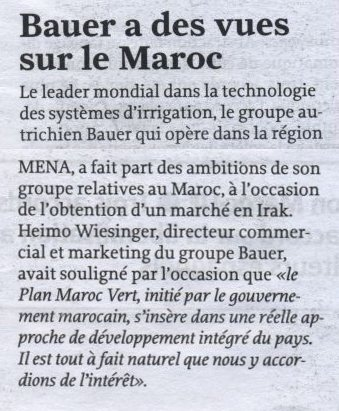 Bauer a des vues
sur le Maroc
Le leader mondial dans la technologie
des systèmes d'irrigation, le groupe au-
trichien Bauer qui opère dans la région
MENA, a fait part des ambitions de son
groupe relatives au Maroc, à l'occasion
de l'obtention d'un marché en Irak.
Heimo Wiesinger, directeur commer-
cial et marketing du groupe Bauer,
avait souligné par l'occasion que «le
Plan Maroc Vert, initié par le gouverne-
ment marocain, s'insère dans une réelle ap-
proche de développement intégré du pays.
Il est tout à fait naturel que nous y accor-
dions de l'intérêt».